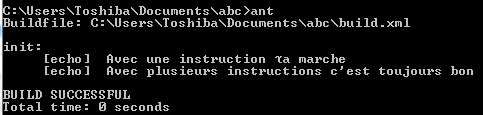 C:\Users\Toshiba\Documents\abc>ant
Buildfile: C:\Users\Toshiba\Documents\abc\build.xml
init:
[echo] Avec une instruction τa marche
[echo] Avec plusieurs instructions c'est toujours bon
BUILD SUCCESSFUL
Total time: 0 seconds